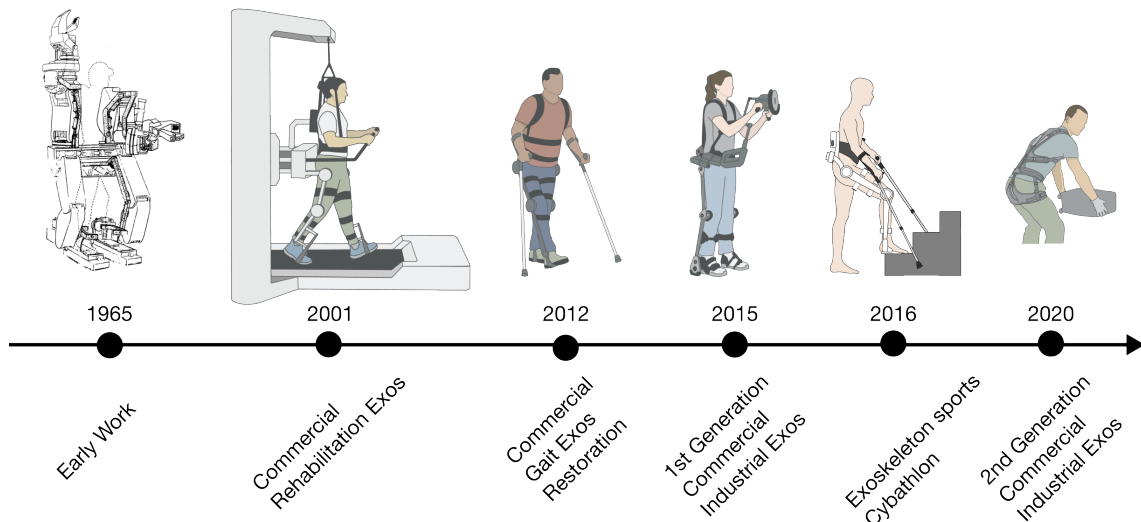 1965
2001
2012
2015
2016
2020
Early Work
Commercial
Rehabilitation Exos
Commercial
Gait Exos
Restoration
1st Generation
Commercial
Industrial Exos
Exoskeleton sports
Cybathlon
2nd Generation
Commercial
Industrial Exos